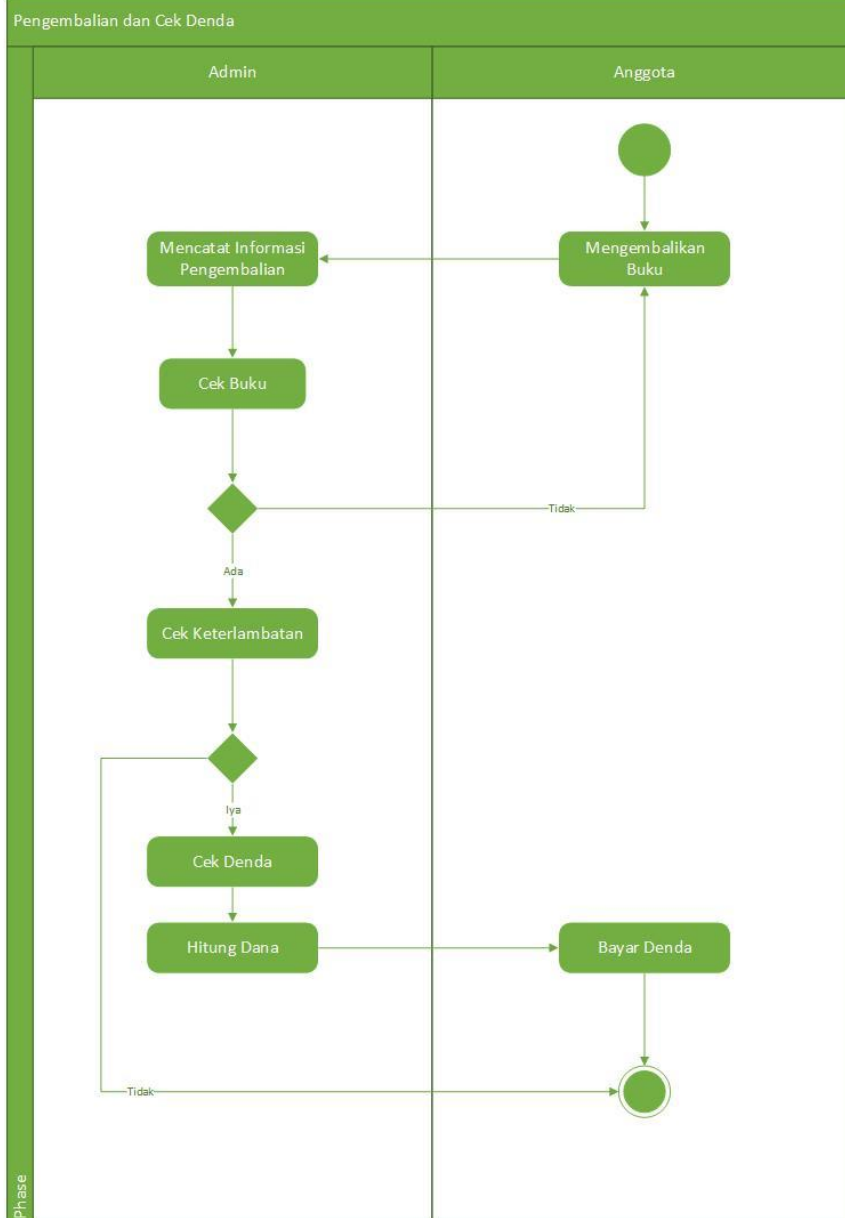 Pengembalian dan Cek Denda
Admin
Anggota
Mencatat Informasi
Pengembalian
Mengembalikan
Buku
Cek Buku
Tidak
Ada
Cek Keterlambatan
Iya
Cek Denda
Hitung Dana
Bayar Denda
Tidak
Phase